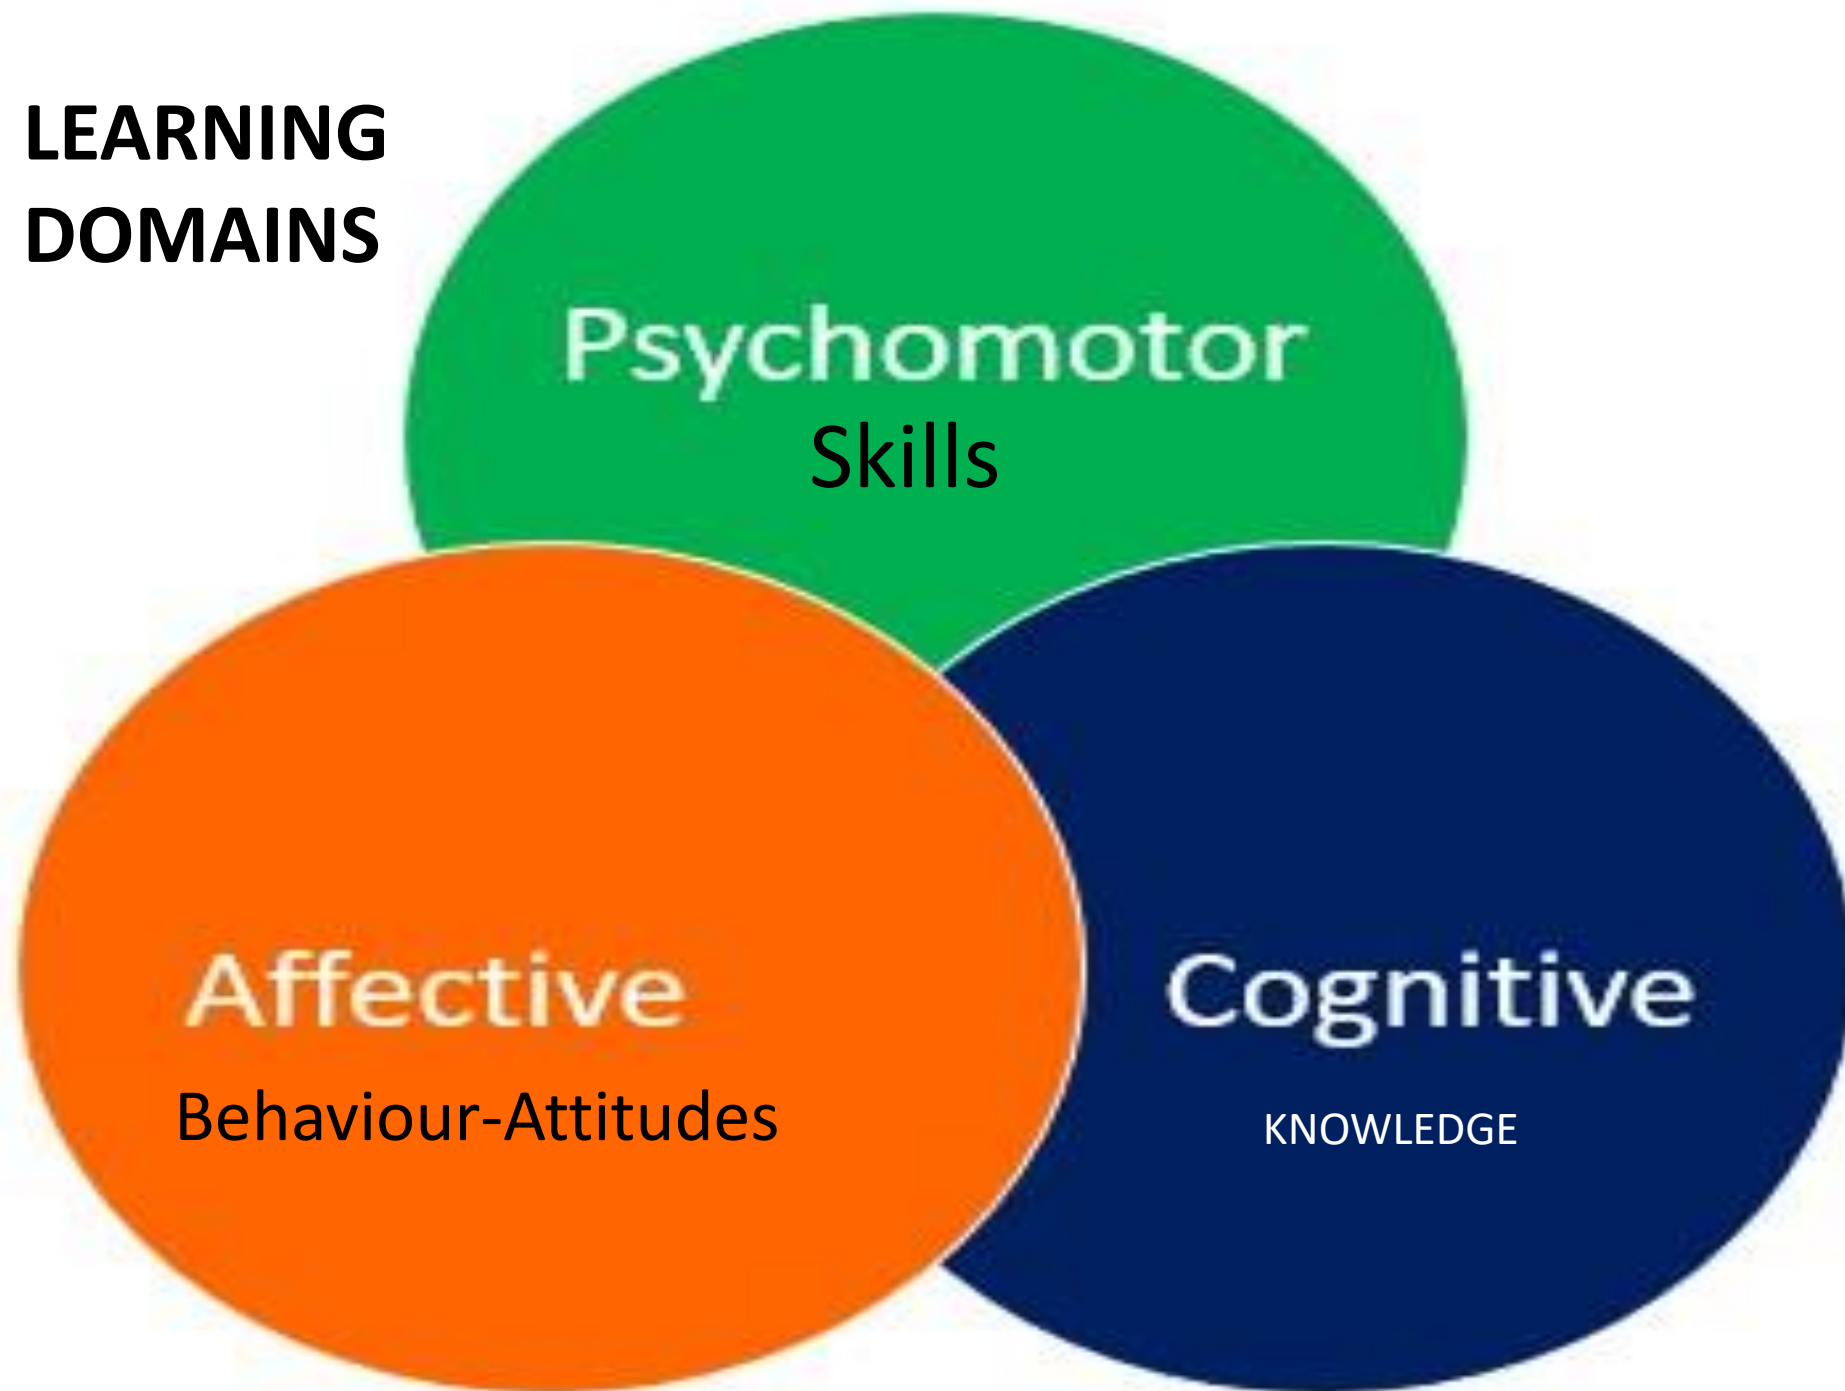 LEARNING
DOMAINS
Psychomotor
Skills
Affective
Behaviour-Attitudes
Cognitive
KNOWLEDGE